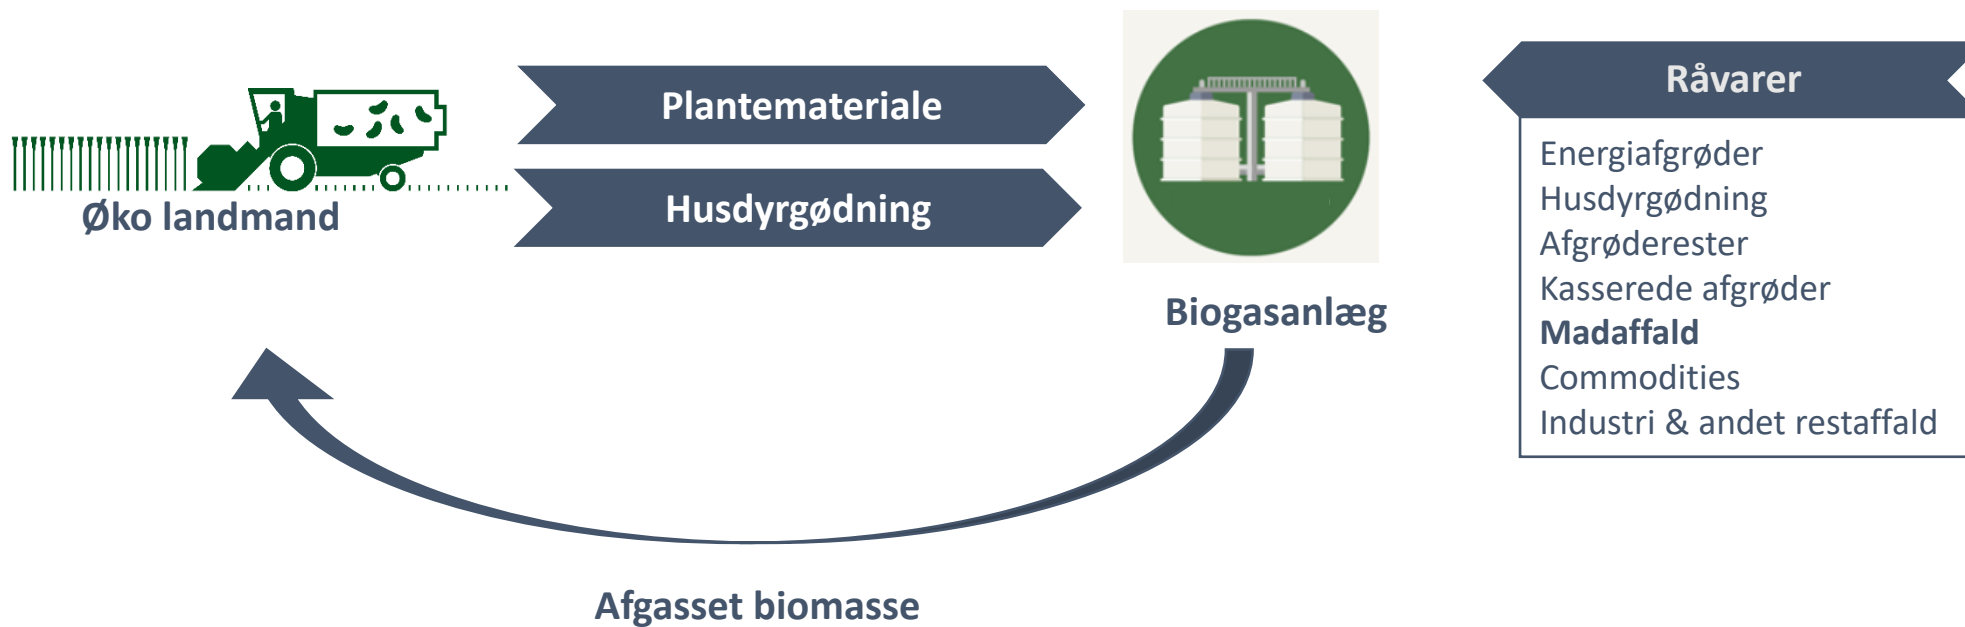 Plantemateriale
Husdyrgødning
Øko landmand
Biogasanlæg
Afgasset biomasse
Råvarer
Energiafgrøder
Husdyrgødning
Afgrøderester
Kasserede afgrøder
Madaffald
Commodities
Industri & andet restaffald